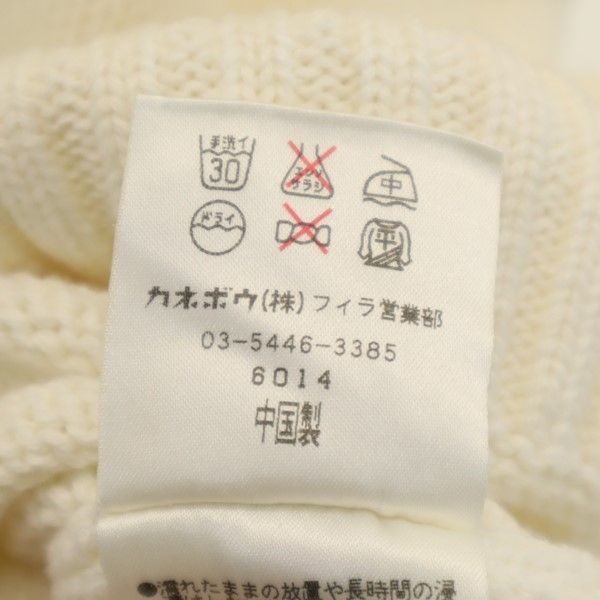 手洗イ
30
エンソ
サラシ
中
ドライ
平
カネボウ(株)フィラ営業部
03-5446-3385
6014
中国製
●濡れたままの放置や長時間の浸